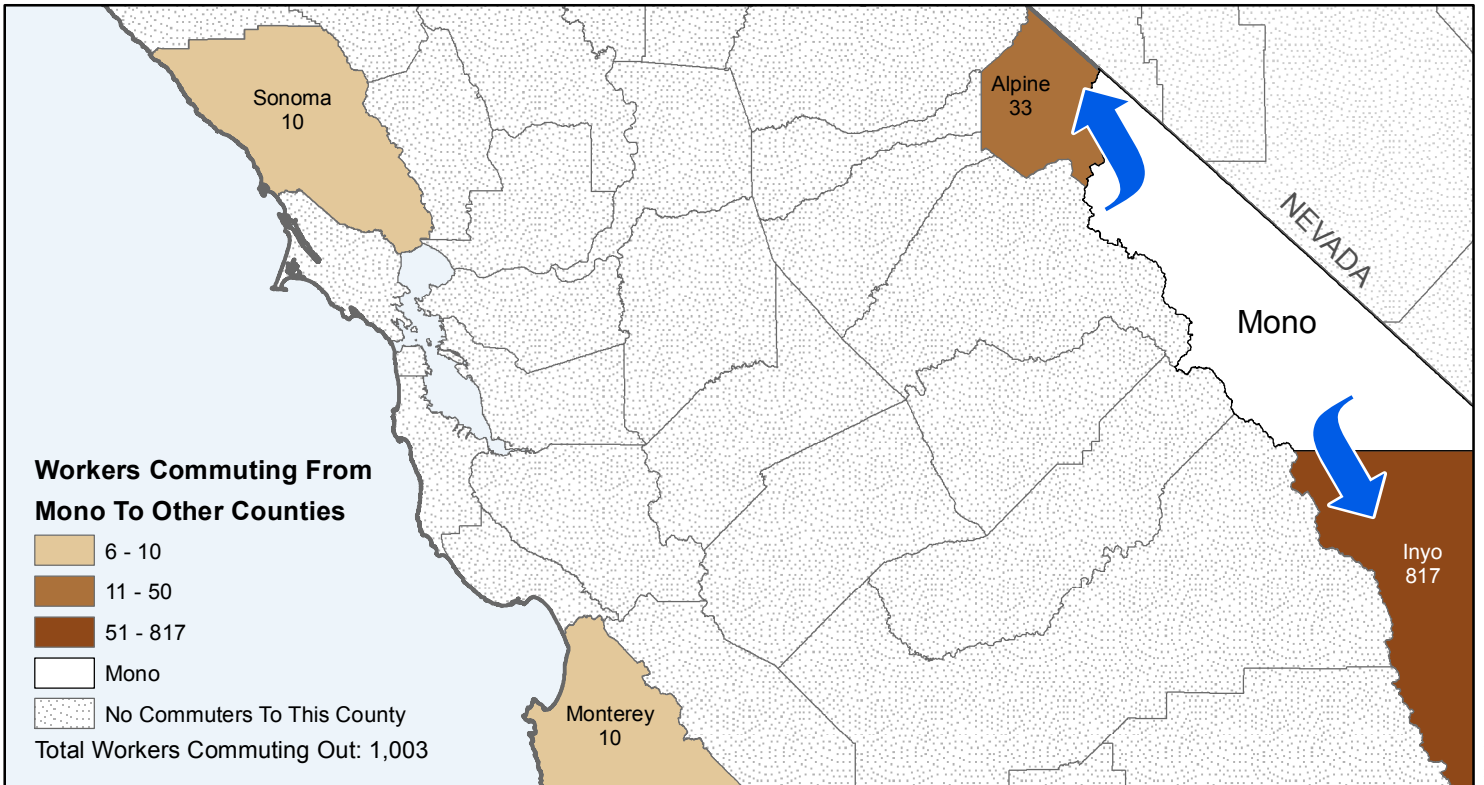 Sonoma
10
Alpine
33
NEVADA
Mono
Inyo
817
Monterey
10
Workers Commuting From
Mono To Other Counties
6 - 10
11 - 50
51 - 817
Mono
No Commuters To This County
Total Workers Commuting Out: 1,003